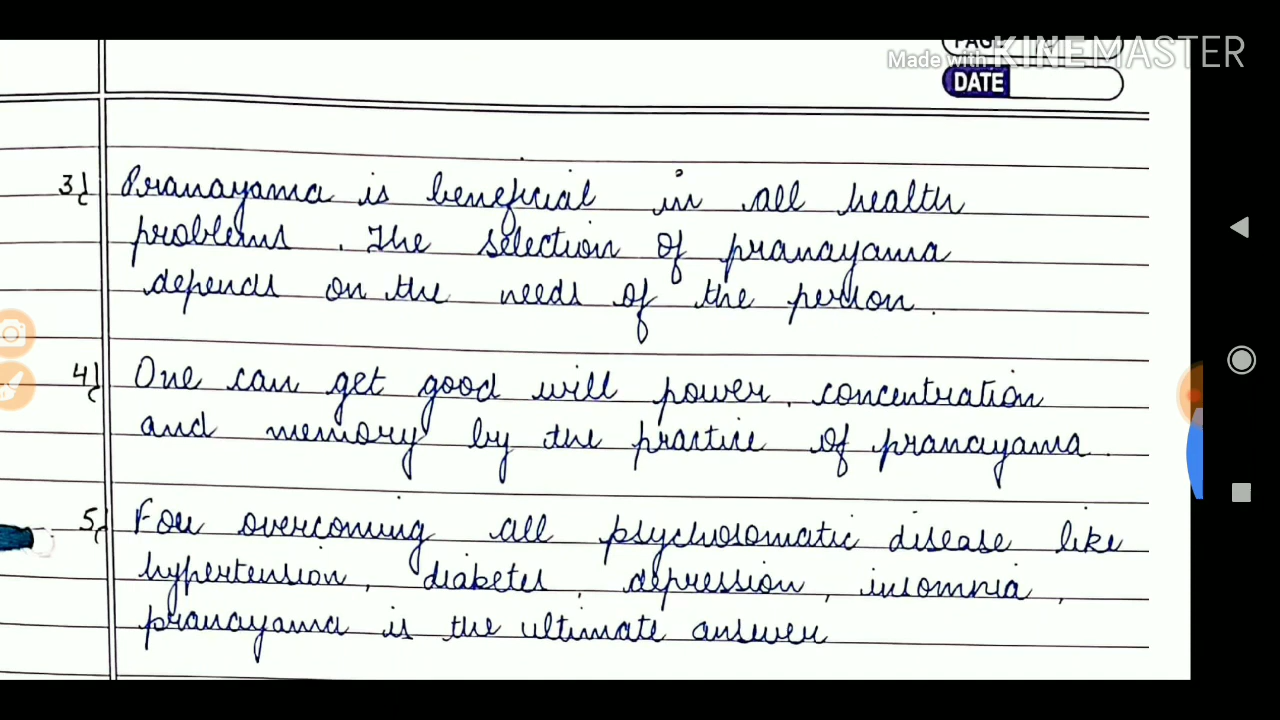 PAGE
Made with KINEMASTER
DATE
3} Pranayama is beneficial in all health
problems. The selection of pranayama
depends on the needs of the person.
4} One can get good will power, concentration
and memory by the practice of pranayama.
5} For overcoming all psychosomatic disease like
hypertension, diabetes, depression, insomnia,
pranayama is the ultimate answer